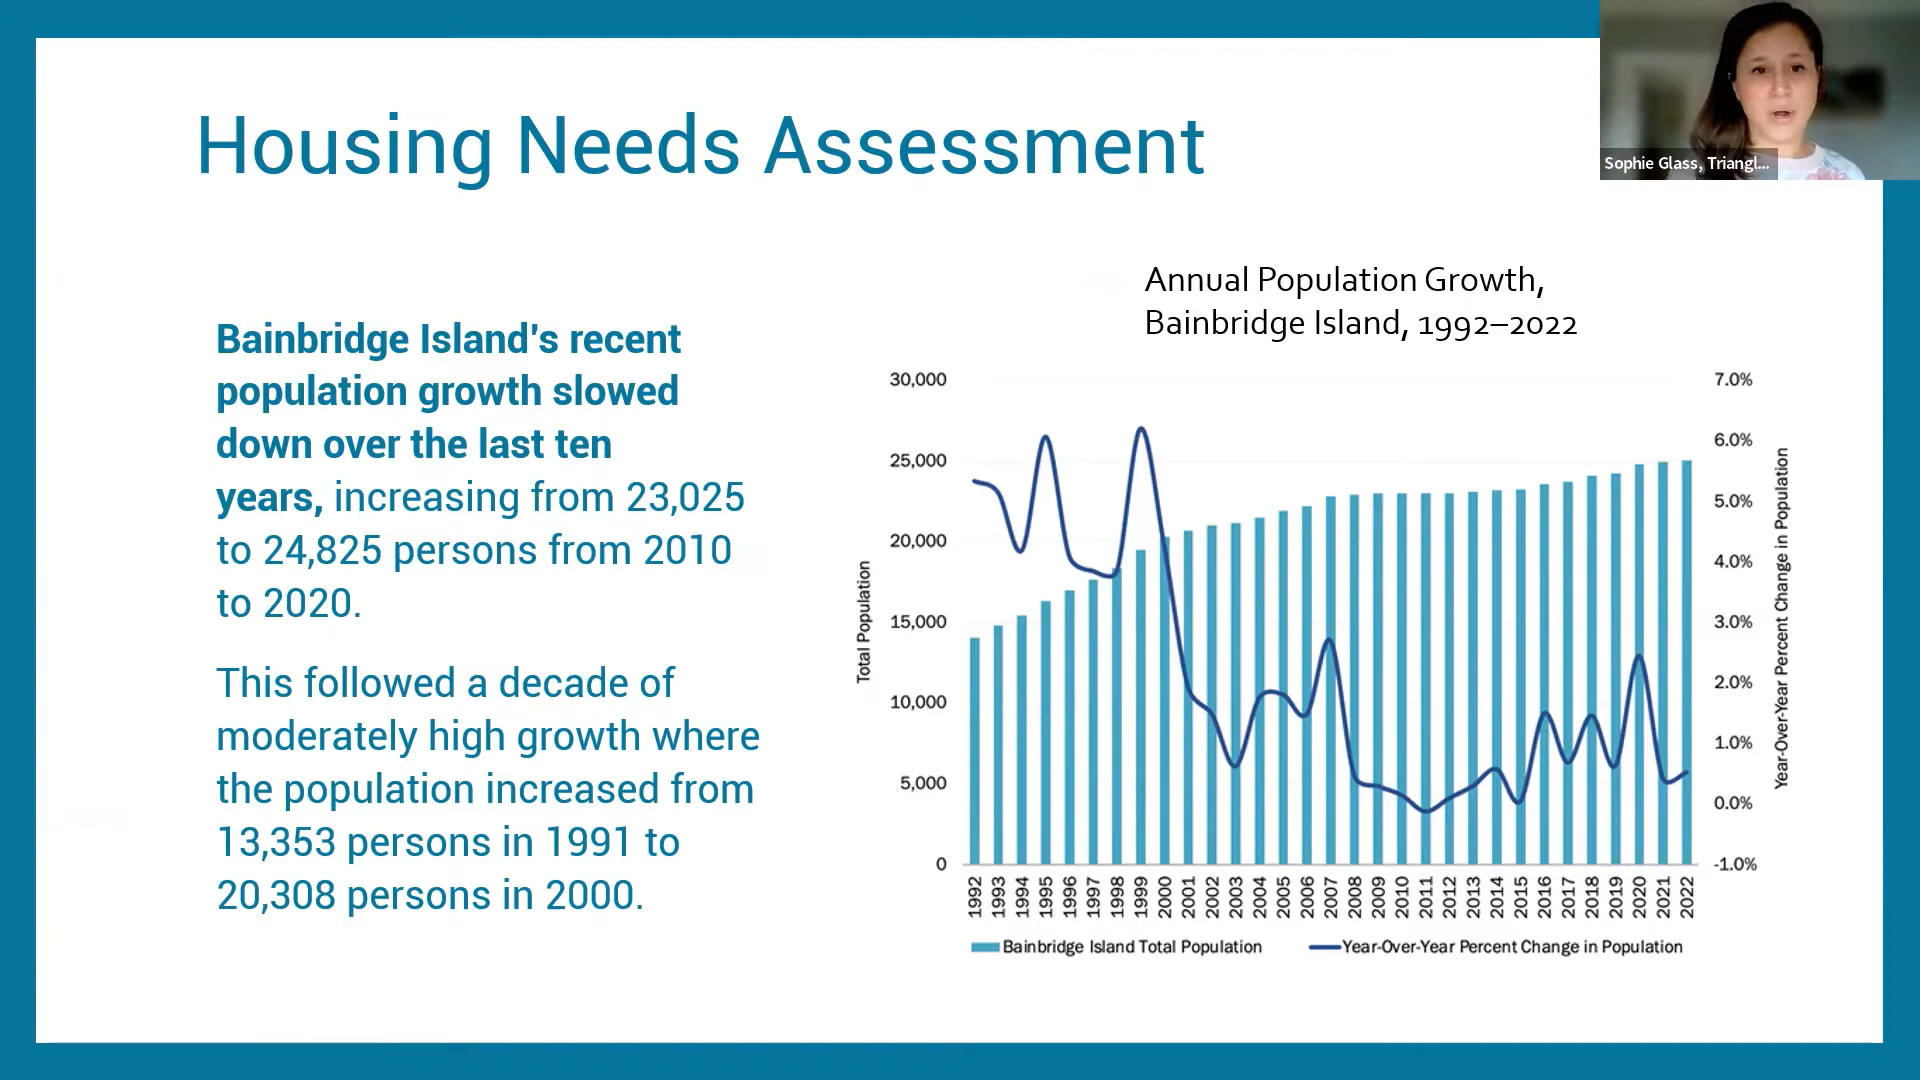 Housing Needs Assessment
Sophie Glass, Triangl...
Bainbridge Island's recent
population growth slowed
down over the last ten
years, increasing from 23,025
to 24,825 persons from 2010
to 2020.
This followed a decade of
moderately high growth where
the population increased from
13,353 persons in 1991 to
20,308 persons in 2000.
Annual Population Growth,
Bainbridge Island, 1992–2022
Total Population
30,000
25,000
20,000
15,000
10,000
5,000
0
7.0%
6.0%
5.0%
4.0%
3.0%
2.0%
1.0%
0.0%
-1.0%
Year-Over-Year Percent Change in Population
1992 1993 1994 1995 1996 1997 1998 1999 2000 2001 2002 2003 2004 2005 2006 2007 2008 2009 2010 2011 2012 2013 2014 2015 2016 2017 2018 2019 2020 2021 2022
Bainbridge Island Total Population
Year-Over-Year Percent Change in Population